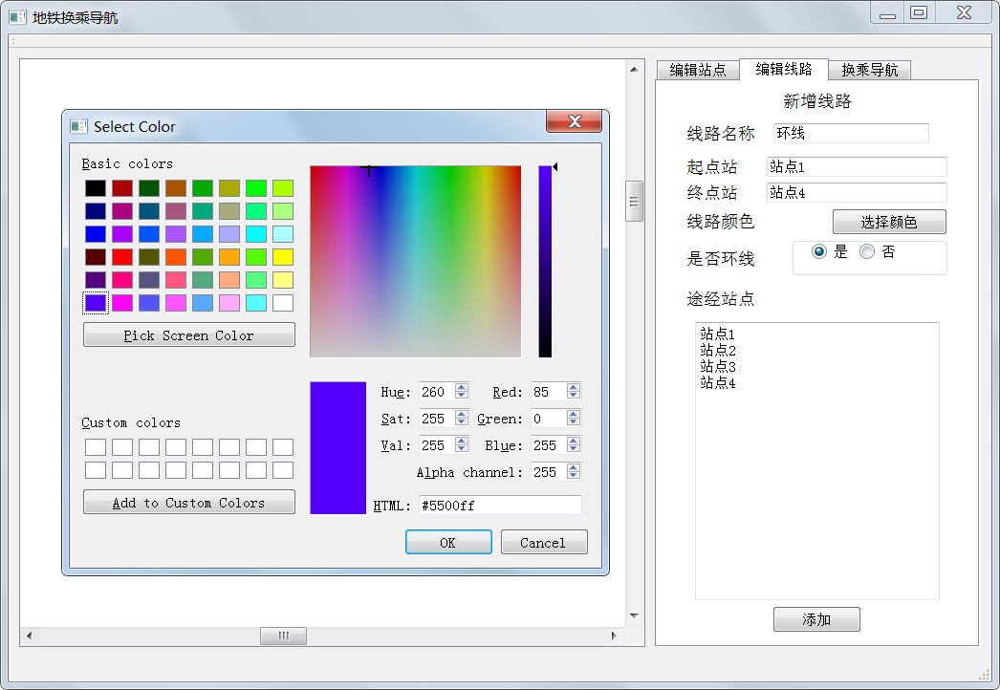 地铁换乘导航
Select Color
Basic colors
Pick Screen Color
Custom colors
Add to Custom Colors
Hue: 260 Red: 85
Sat: 255 Green: 0
Val: 255 Blue: 255
Alpha channel: 255
HTML: #5500ff
OK Cancel
编辑站点 编辑线路 换乘导航
新增线路
线路名称 环线
起点站 站点1
终点站 站点4
线路颜色 选择颜色
是否环线 是 否
途经站点
站点1
站点2
站点3
站点4
添加